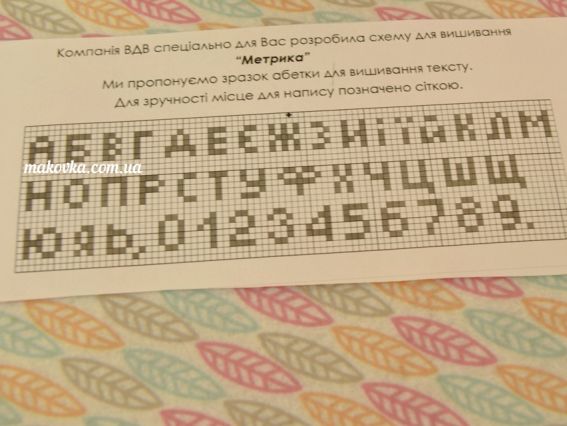 Компанія ВДВ спеціально для Вас розробила схему для вишивання
"Метрика"
Ми пропонуємо зразок абетки для вишивання тексту.
Для зручності місце для напису позначено сіткою.
АБВГДЕЄЖЗИІЇЙКЛМ
makovka.com.ua
НОПРСТУФХЧЦШЩ
ЮЯЬ,0123456789.